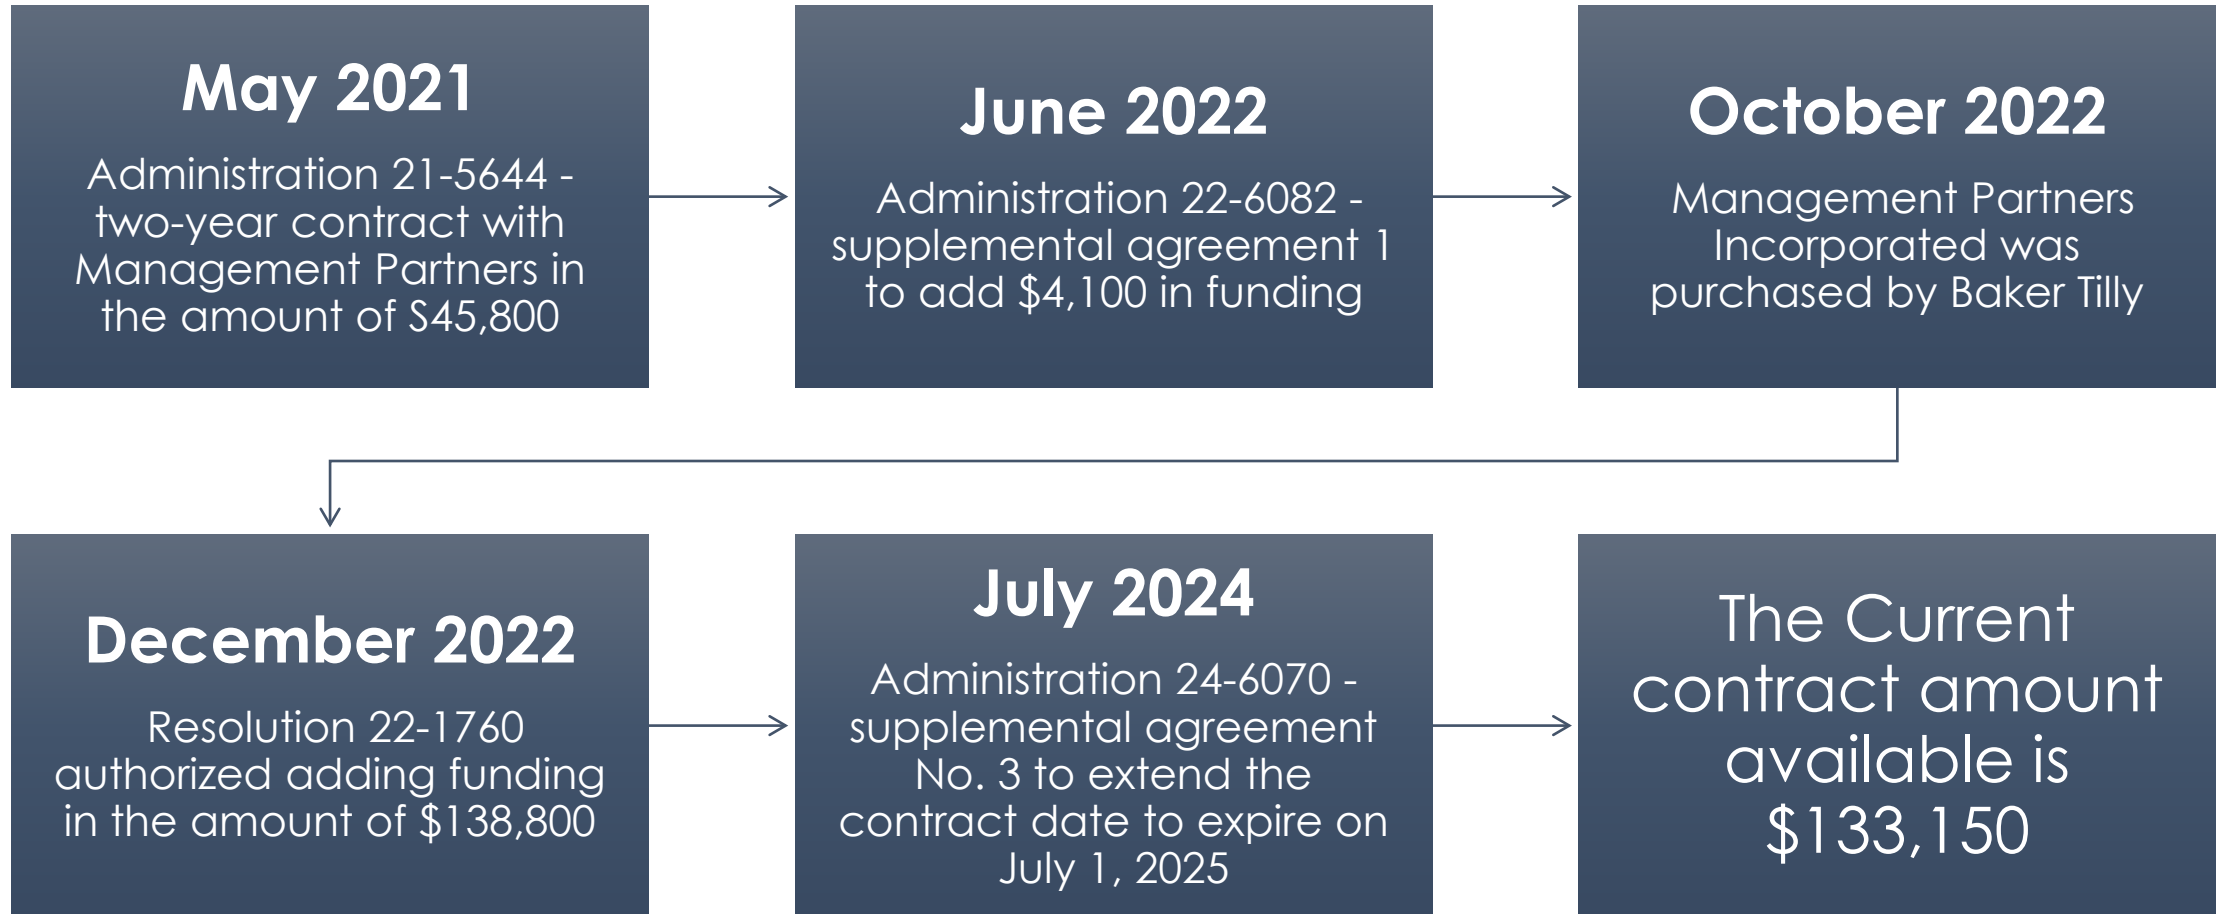 May 2021
Administration 21-5644 -
two-year contract with
Management Partners in
the amount of S45,800
June 2022
Administration 22-6082 -
supplemental agreement 1
to add $4,100 in funding
October 2022
Management Partners
Incorporated was
purchased by Baker Tilly
December 2022
Resolution 22-1760
authorized adding funding
in the amount of $138,800
July 2024
Administration 24-6070 -
supplemental agreement
No. 3 to extend the
contract date to expire on
July 1, 2025
The Current
contract amount
available is
$133,150